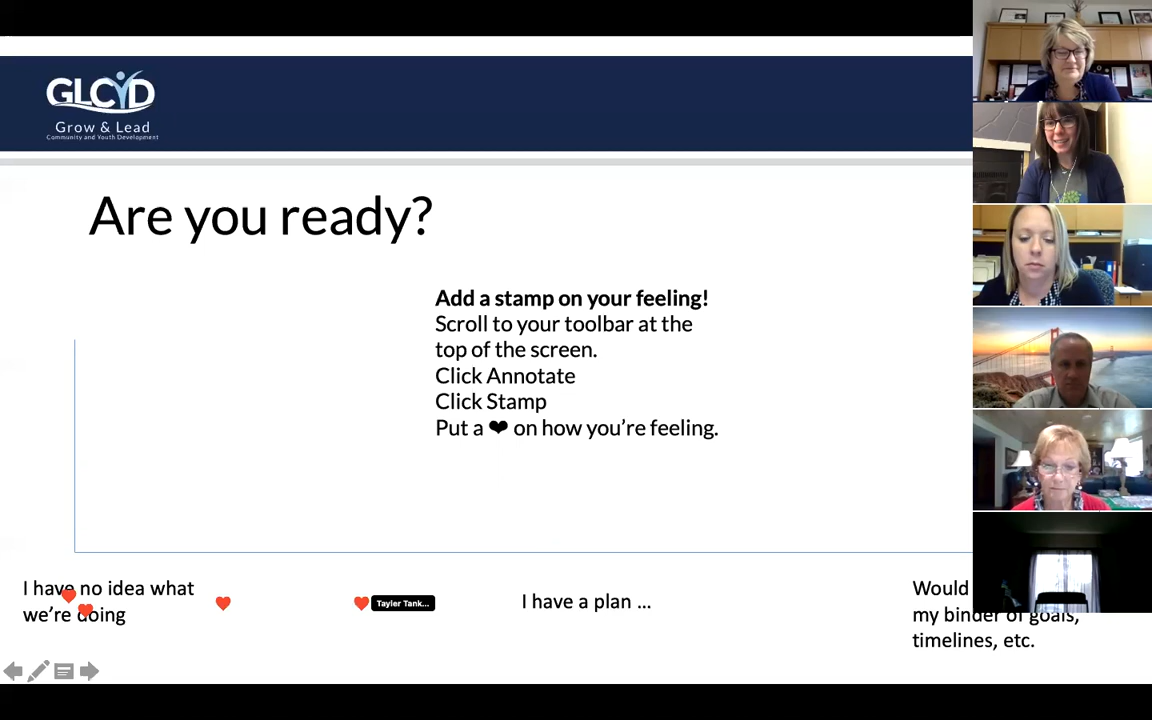 GLCYD
Grow & Lead
Community and Youth Development
Are you ready?
Add a stamp on your feeling!
Scroll to your toolbar at the
top of the screen.
Click Annotate
Click Stamp
Put a ❤ on how you’re feeling.
I have no idea what
we’re doing
Tayler Tank...
I have a plan ...
Would
my binder of goals,
timelines, etc.